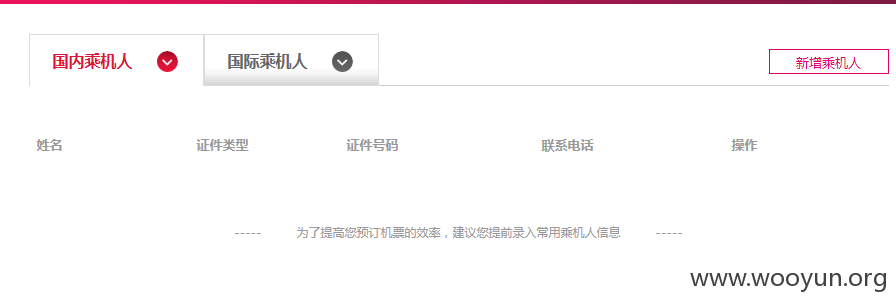 国内乘机人 国际乘机人 新增乘机人
姓名 证件类型 证件号码 联系电话 操作
----- 为了提高您预订机票的效率，建议您提前录入常用乘机人信息 -----
www.wooyun.org